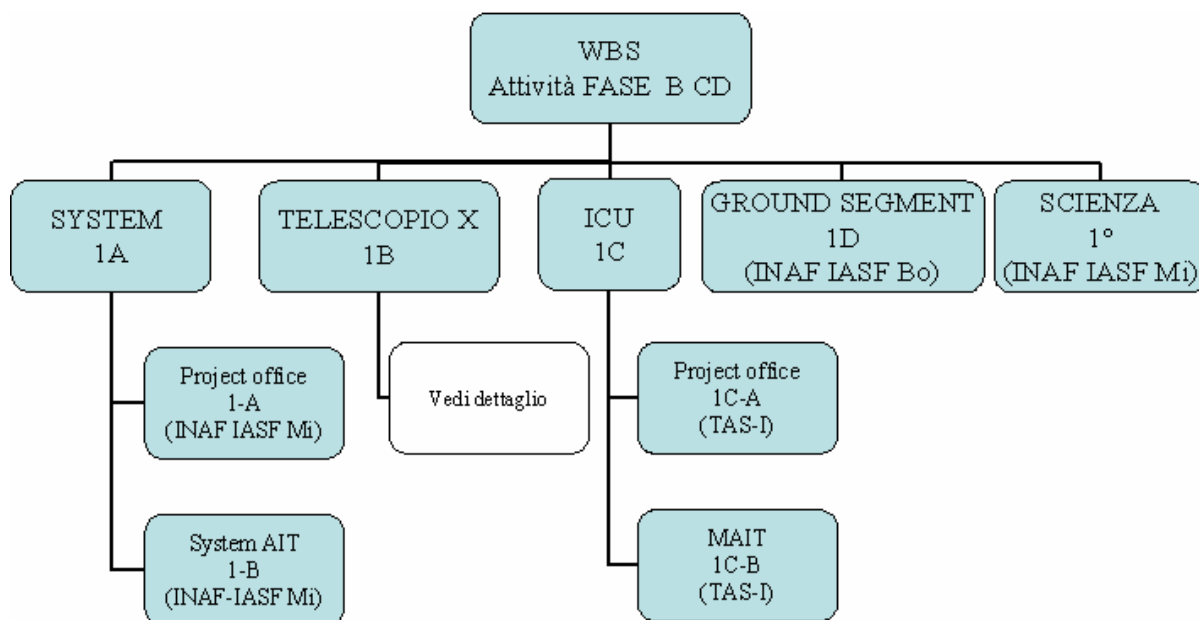 WBS
Attività FASE B CD
SYSTEM
1A
TELESCOPIO X
1B
ICU
1C
GROUND SEGMENT
1D
(INAF IASF Bo)
SCIENZA
1°
(INAF IASF Mi)
Project office
1-A
(INAF IASF Mi)
Vedi dettaglio
Project office
1C-A
(TAS-I)
System AIT
1-B
(INAF-IASF Mi)
MAIT
1C-B
(TAS-I)